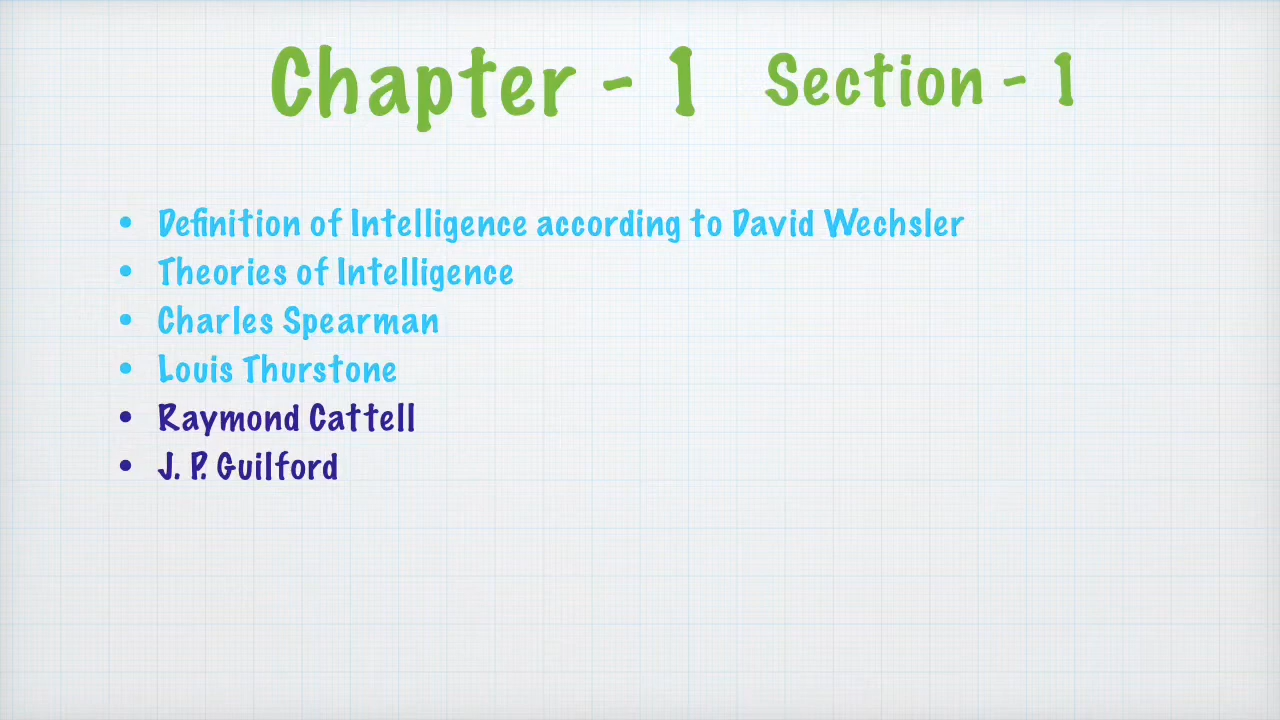 Chapter - 1 Section - 1
• Definition of Intelligence according to David Wechsler
• Theories of Intelligence
• Charles Spearman
• Louis Thurstone
• Raymond Cattell
• J. P. Guilford